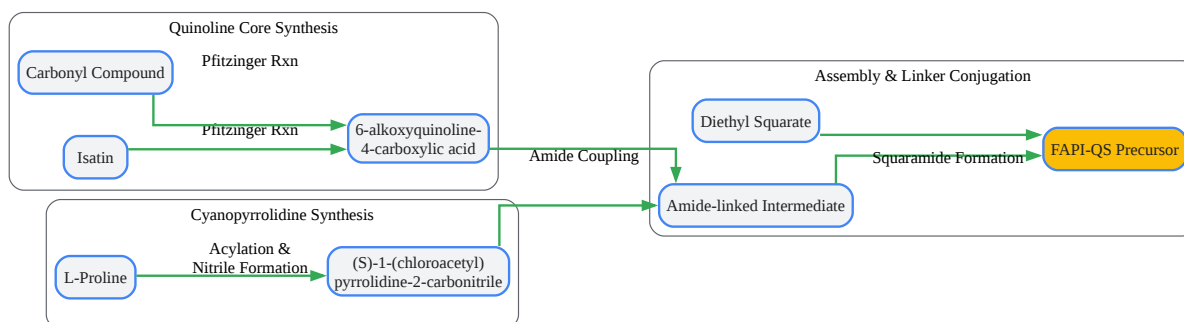 Quinoline Core Synthesis
Pfitzinger Rxn
Carbonyl Compound
Pfitzinger Rxn
Isatin
6-alkoxyquinoline-
4-carboxylic acid
Amide Coupling
Assembly & Linker Conjugation
Diethyl Squarate
Squaramide Formation
FAPI-QS Precursor
Amide-linked Intermediate
Cyanopyrrolidine Synthesis
Acylation &
Nitrile Formation
L-Proline
(S)-1-(chloroacetyl)
pyrrolidine-2-carbonitrile